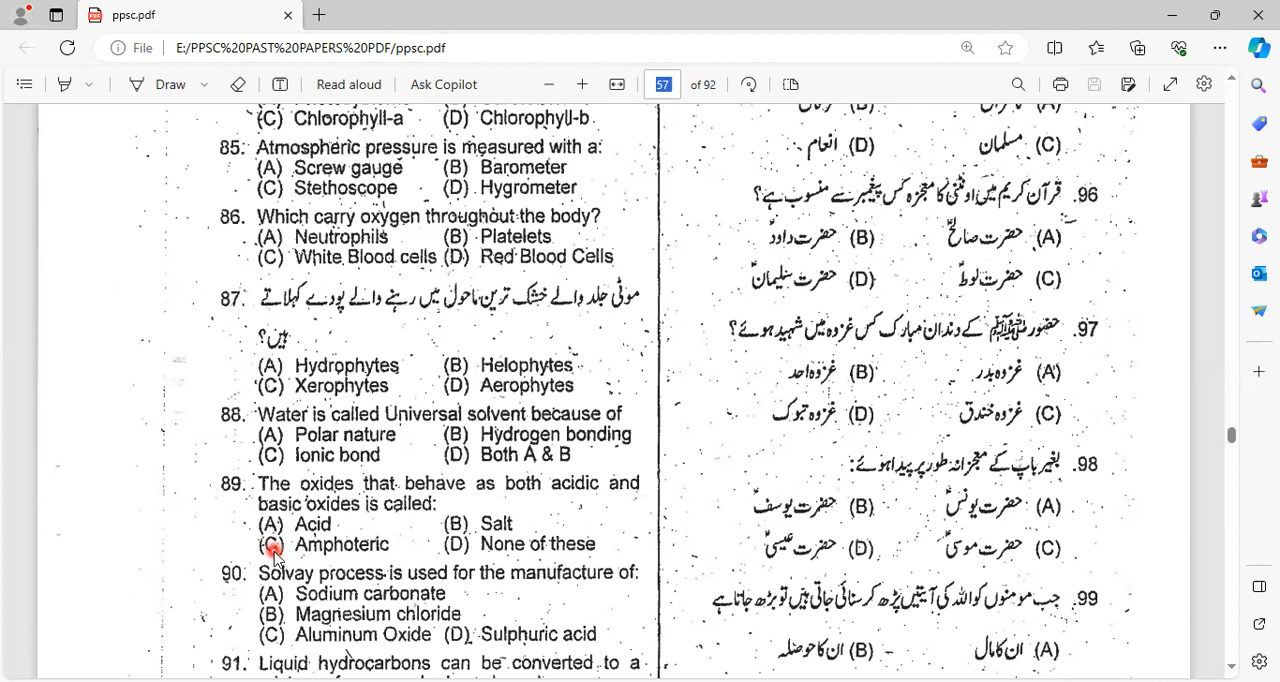 ppsc.pdf
File
E:/PPSC%20PAST%20PAPERS%20PDF/ppsc.pdf
Draw
Read aloud
Ask Copilot
57 of 92
(C) Chlorophyll-a (D) Chlorophyll-b
85. Atmospheric pressure is measured with a:
(A) Screw gauge (B) Barometer
(C) Stethoscope (D) Hygrometer
86. Which carry oxygen throughout the body?
(A) Neutrophils (B) Platelets
(C) White Blood cells (D) Red Blood Cells
87. موٹی جلد والے خشک ترین ماحول میں رہنے والے پودے کہلاتے
ہیں؟
(A) Hydrophytes (B) Helophytes
(C) Xerophytes (D) Aerophytes
88. Water is called Universal solvent because of
(A) Polar nature (B) Hydrogen bonding
(C) Ionic bond (D) Both A & B
89. The oxides that behave as both acidic and
basic oxides is called:
(A) Acid (B) Salt
(C) Amphoteric (D) None of these
90. Solvay process is used for the manufacture of:
(A) Sodium carbonate
(B) Magnesium chloride
(C) Aluminum Oxide (D) Sulphuric acid
91. Liquid hydrocarbons can be converted to a
(A) (B)
(C) مسلمان (D) انعام
96. قرآن کریم میں اونٹنی کا معجزہ کس پیغمبر سے منسوب ہے؟
(A) حضرت صالحؑ (B) حضرت داودؑ
(C) حضرت لوطؑ (D) حضرت سلیمانؑ
97. حضور ﷺ کے دندان مبارک کس غزوہ میں شہید ہوئے؟
(A) غزوہ بدر (B) غزوہ احد
(C) غزوہ خندق (D) غزوہ تبوک
98. بغیر باپ کے معجزانہ طور پر پیدا ہوئے:
(A) حضرت یونسؑ (B) حضرت یوسفؑ
(C) حضرت موسیٰؑ (D) حضرت عیسیٰؑ
99. جب مومنوں کو اللہ کی آیتیں پڑھ کر سنائی جاتی ہیں تو بڑھ جاتا ہے
(A) ان کا مال (B) ان کا حوصلہ